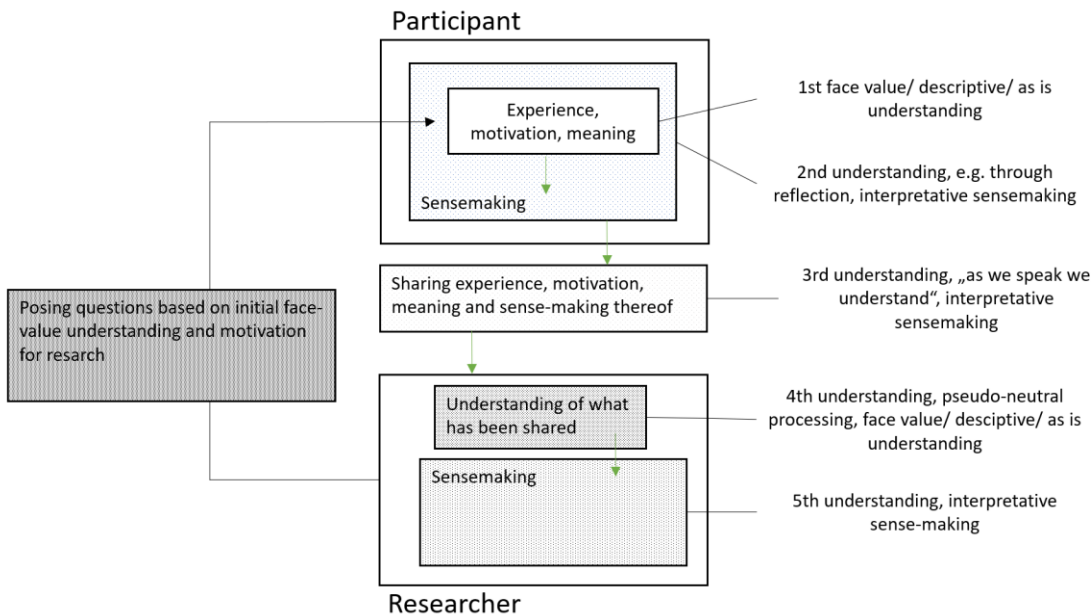 Participant
Experience,
motivation, meaning
Sensemaking
1st face value/ descriptive/ as is
understanding
2nd understanding, e.g. through
reflection, interpretative sensemaking
Sharing experience, motivation,
meaning and sense-making thereof
3rd understanding, „as we speak we
understand“, interpretative
sensemaking
Posing questions based on initial face-
value understanding and motivation
for resarch
Understanding of what
has been shared
4th understanding, pseudo-neutral
processing, face value/ desciptive/ as is
understanding
Sensemaking
5th understanding, interpretative
sense-making
Researcher